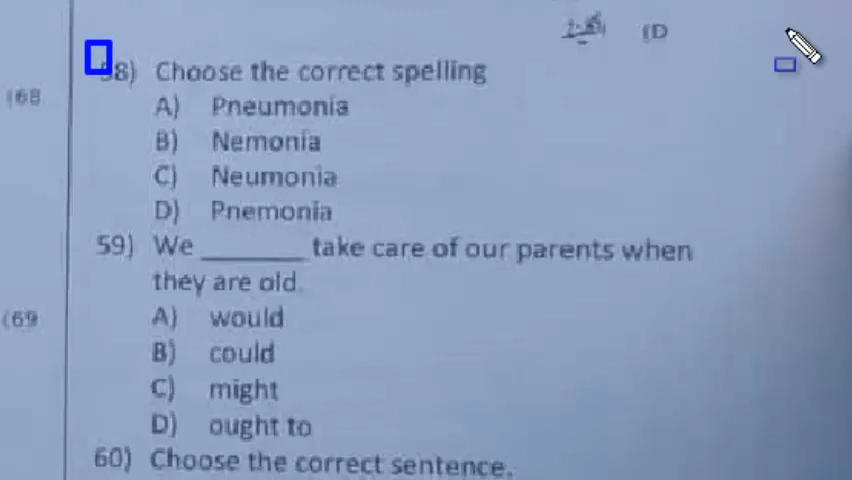 (D
58) Choose the correct spelling
(68
A) Pneumonia
B) Nemonia
C) Neumonia
D) Pnemonia
59) We ________ take care of our parents when
they are old.
(69
A) would
B) could
C) might
D) ought to
60) Choose the correct sentence.